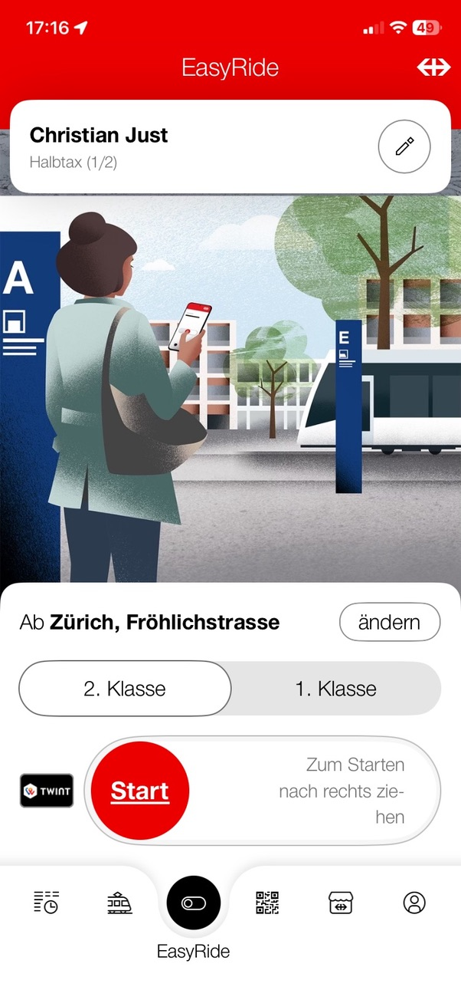 17:16
49
EasyRide
Christian Just
Halbtax (1/2)
A
E
Ab Zürich, Fröhlichstrasse
ändern
2. Klasse
1. Klasse
TWINT
Start
Zum Starten
nach rechts zie-
hen
EasyRide